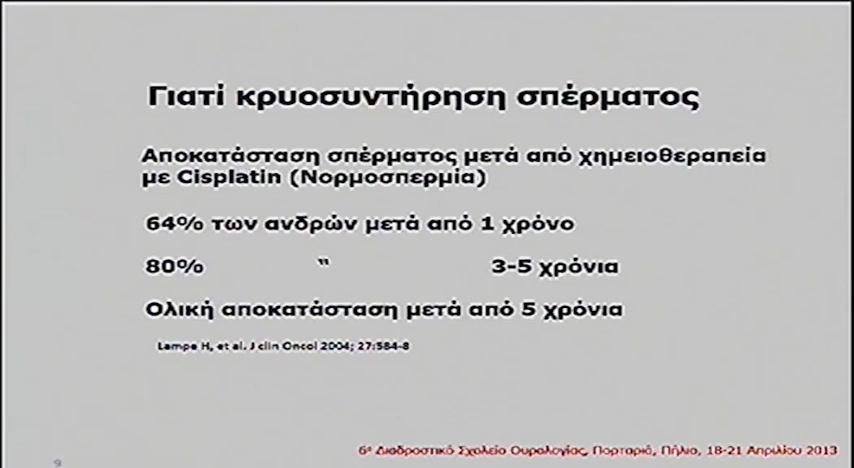 Γιατί κρυοσυντήρηση σπέρματος
Αποκατάσταση σπέρματος μετά από χημειοθεραπεία
με Cisplatin (Νορμοσπερμία)
64% των ανδρών μετά από 1 χρόνο
80% " 3-5 χρόνια
Ολική αποκατάσταση μετά από 5 χρόνια
Lampe H, et al. J clin Oncol 2004; 27:584-8
6ο Διαδραστικό Σχολείο Ουρολογίας, Πορταριά, Πήλιο, 18-21 Απριλίου 2013
9